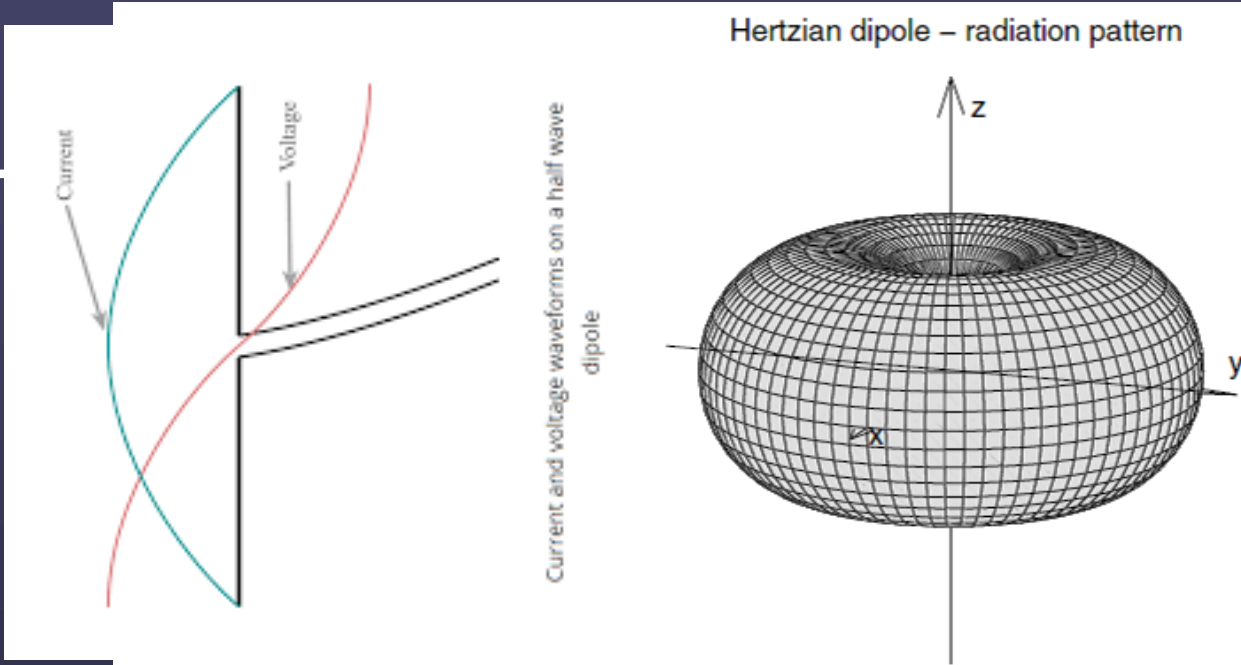 Hertzian dipole – radiation pattern
Current
Voltage
Current and voltage waveforms on a half wave
dipole
z
y
x